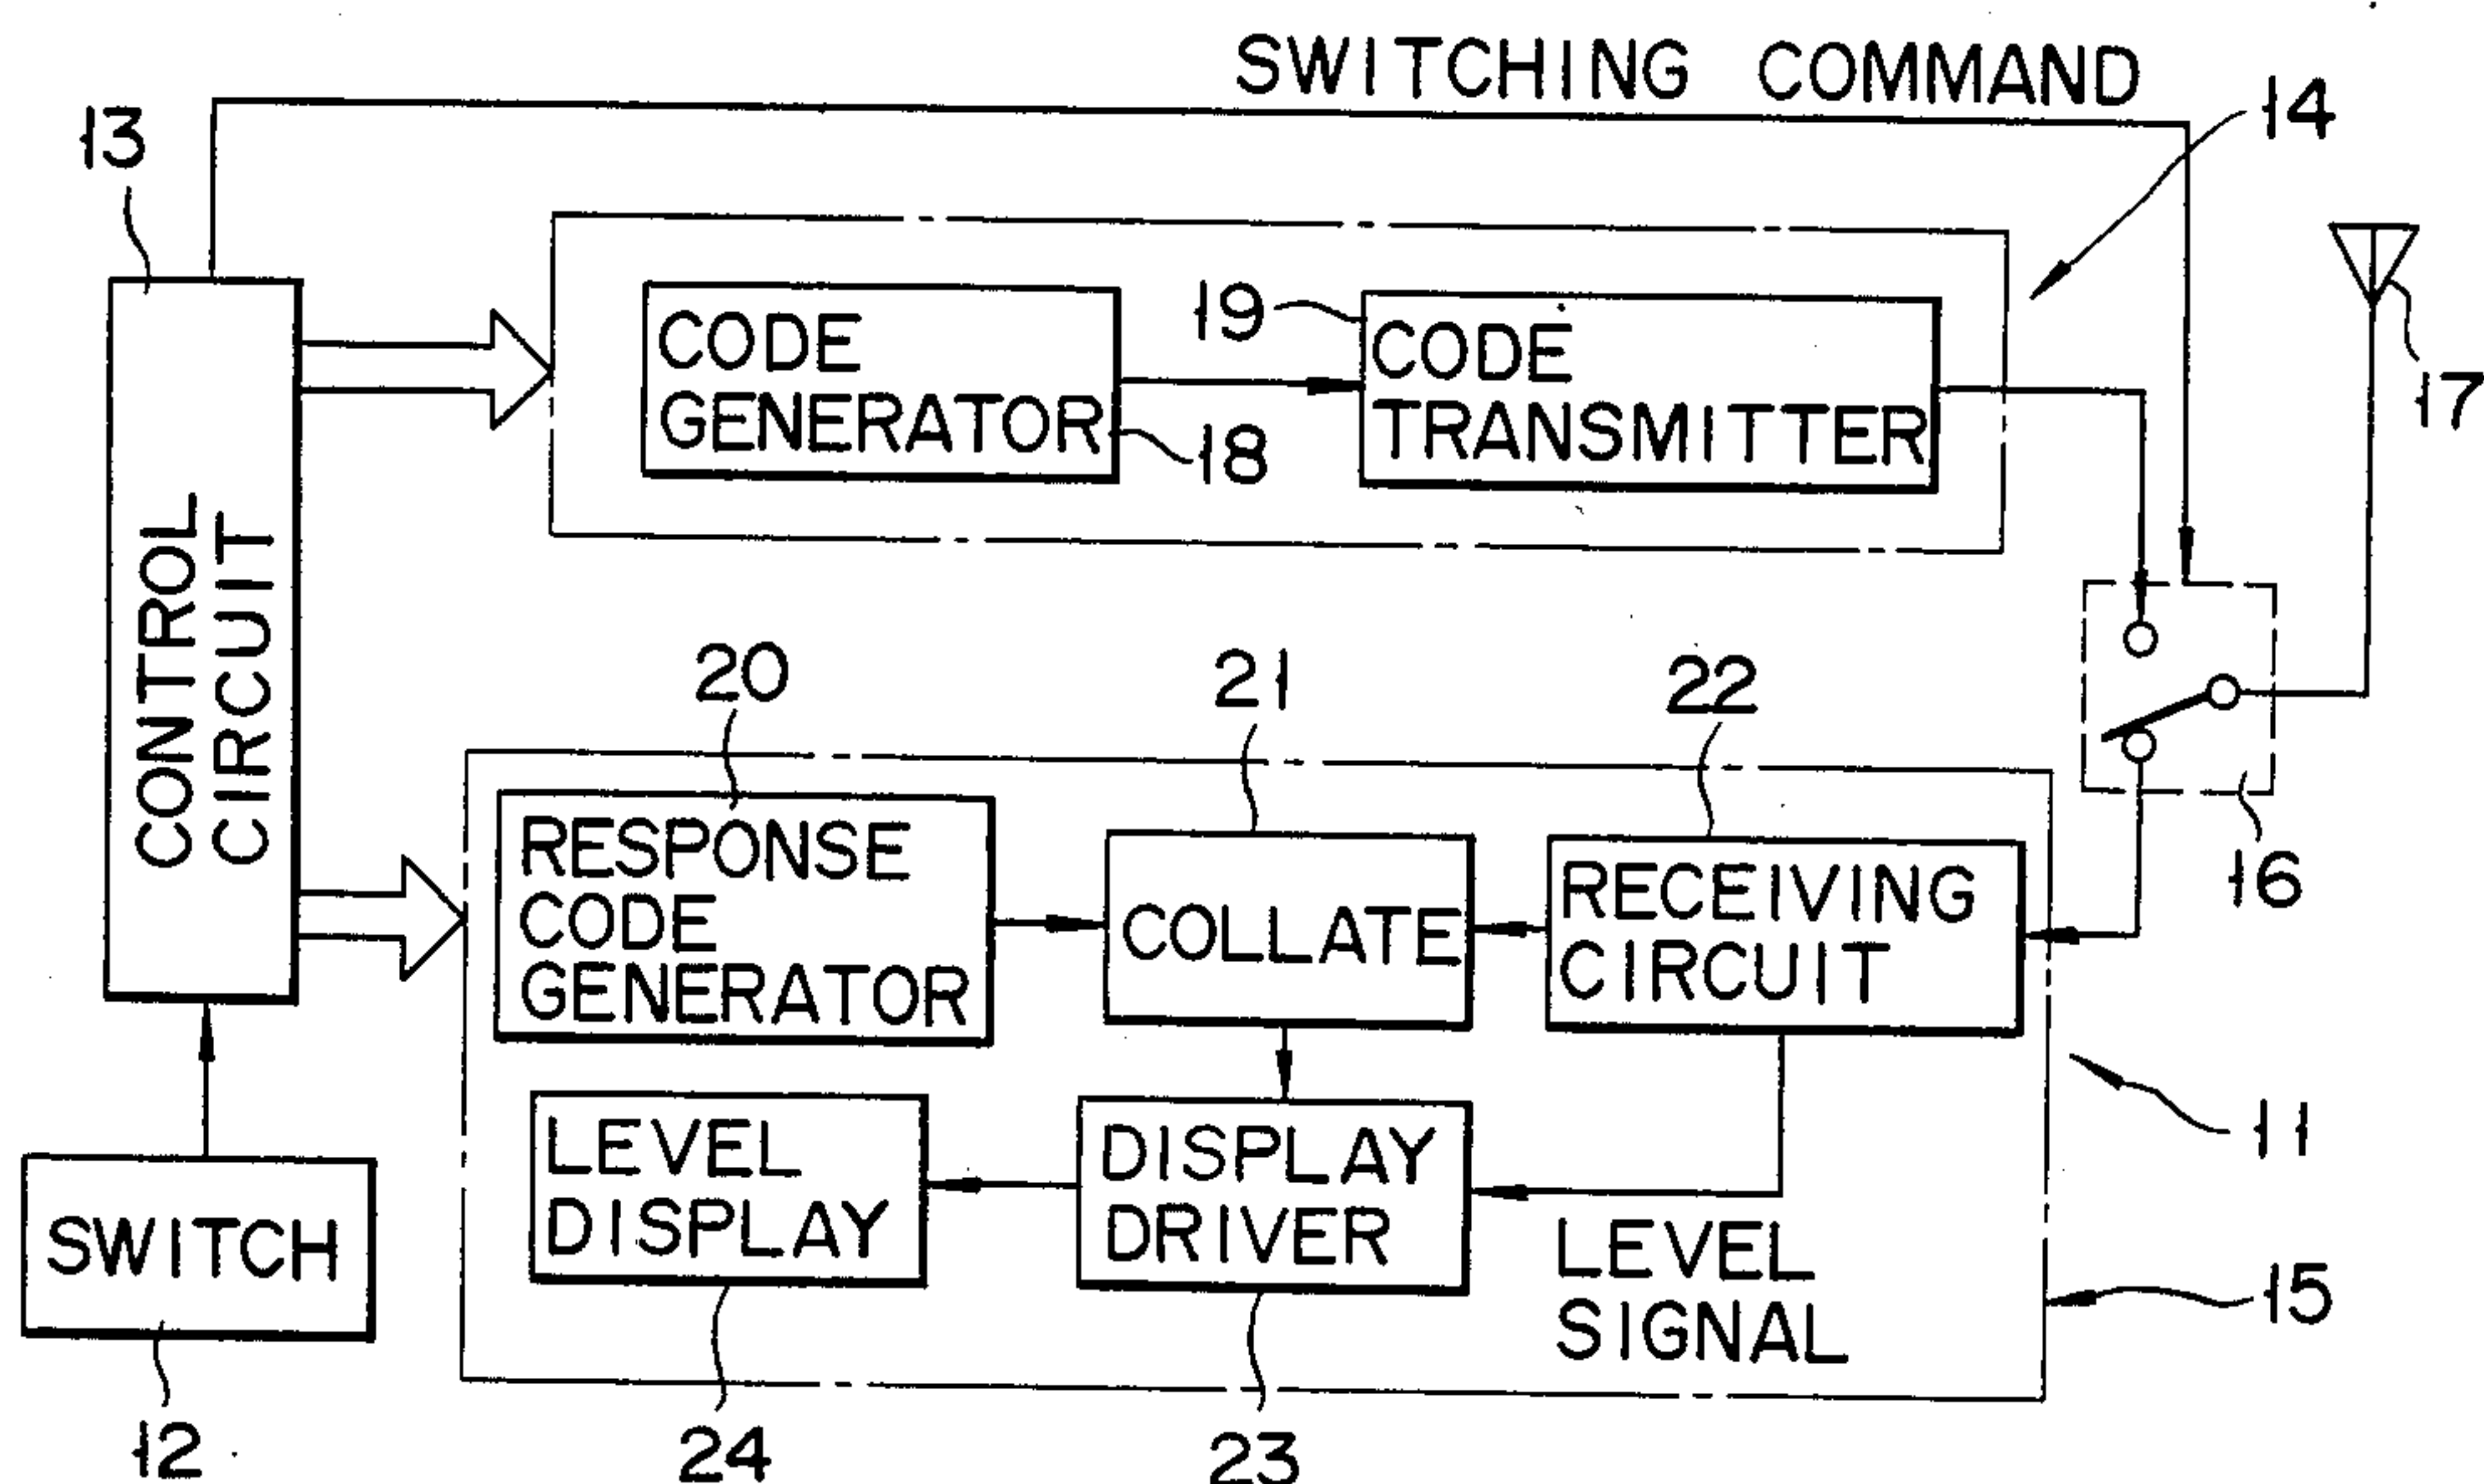 SWITCHING COMMAND
13
14
17
CODE
GENERATOR
18
19
CODE
TRANSMITTER
CONTROL
CIRCUIT
20
21
22
16
RESPONSE
CODE
GENERATOR
COLLATE
RECEIVING
CIRCUIT
11
LEVEL
DISPLAY
DISPLAY
DRIVER
LEVEL
SIGNAL
15
SWITCH
12
24
23